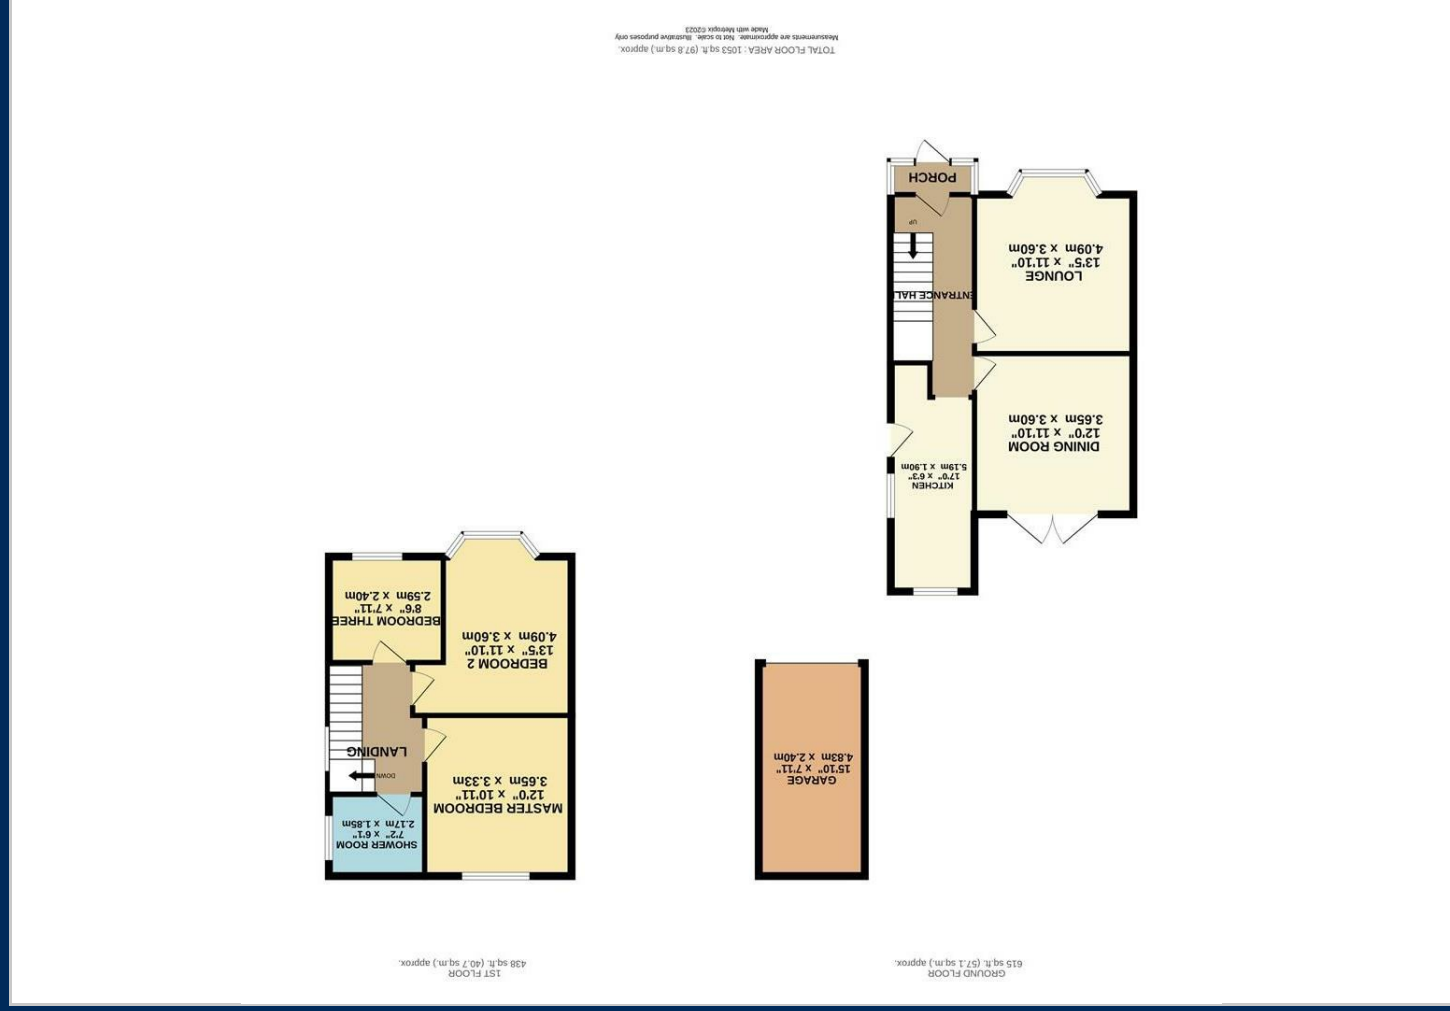 GROUND FLOOR
615 sq.ft. (57.1 sq.m.) approx.
1ST FLOOR
438 sq.ft. (40.7 sq.m.) approx.
GARAGE
15'10" x 7'11"
4.83m x 2.40m
KITCHEN
17'0" x 6'3"
5.19m x 1.90m
DINING ROOM
12'0" x 11'10"
3.65m x 3.60m
ENTRANCE HALL
LOUNGE
13'5" x 11'10"
4.09m x 3.60m
UP
PORCH
SHOWER ROOM
7'2" x 6'1"
2.17m x 1.85m
MASTER BEDROOM
12'0" x 10'11"
3.65m x 3.33m
DOWN
LANDING
BEDROOM 2
13'5" x 11'10"
4.09m x 3.60m
BEDROOM THREE
8'6" x 7'11"
2.59m x 2.40m
TOTAL FLOOR AREA : 1053 sq.ft. (97.8 sq.m.) approx.
Measurements are approximate. Not to scale. Illustrative purposes only
Made with Metropix ©2023